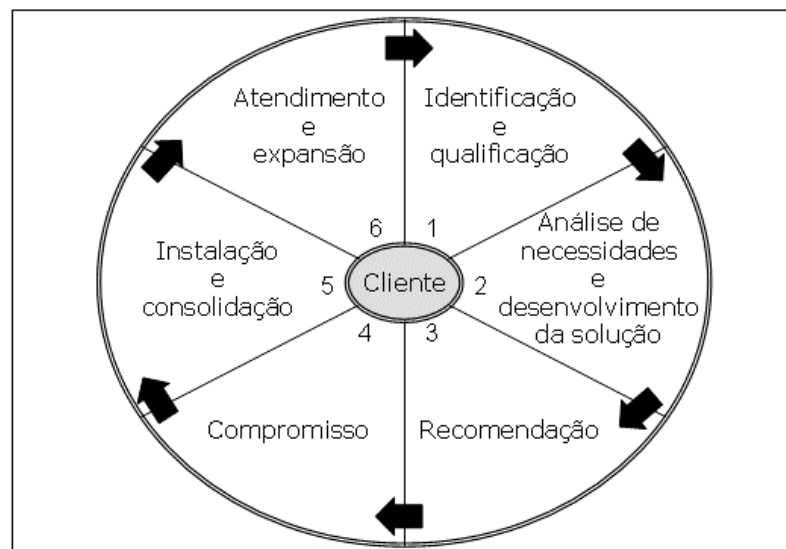 Identificação
e
qualificação
1
Análise de
necessidades
e
desenvolvimento
da solução
2
Recomendação
3
Compromisso
4
Instalação
e
consolidação
5
Atendimento
e
expansão
6
Cliente